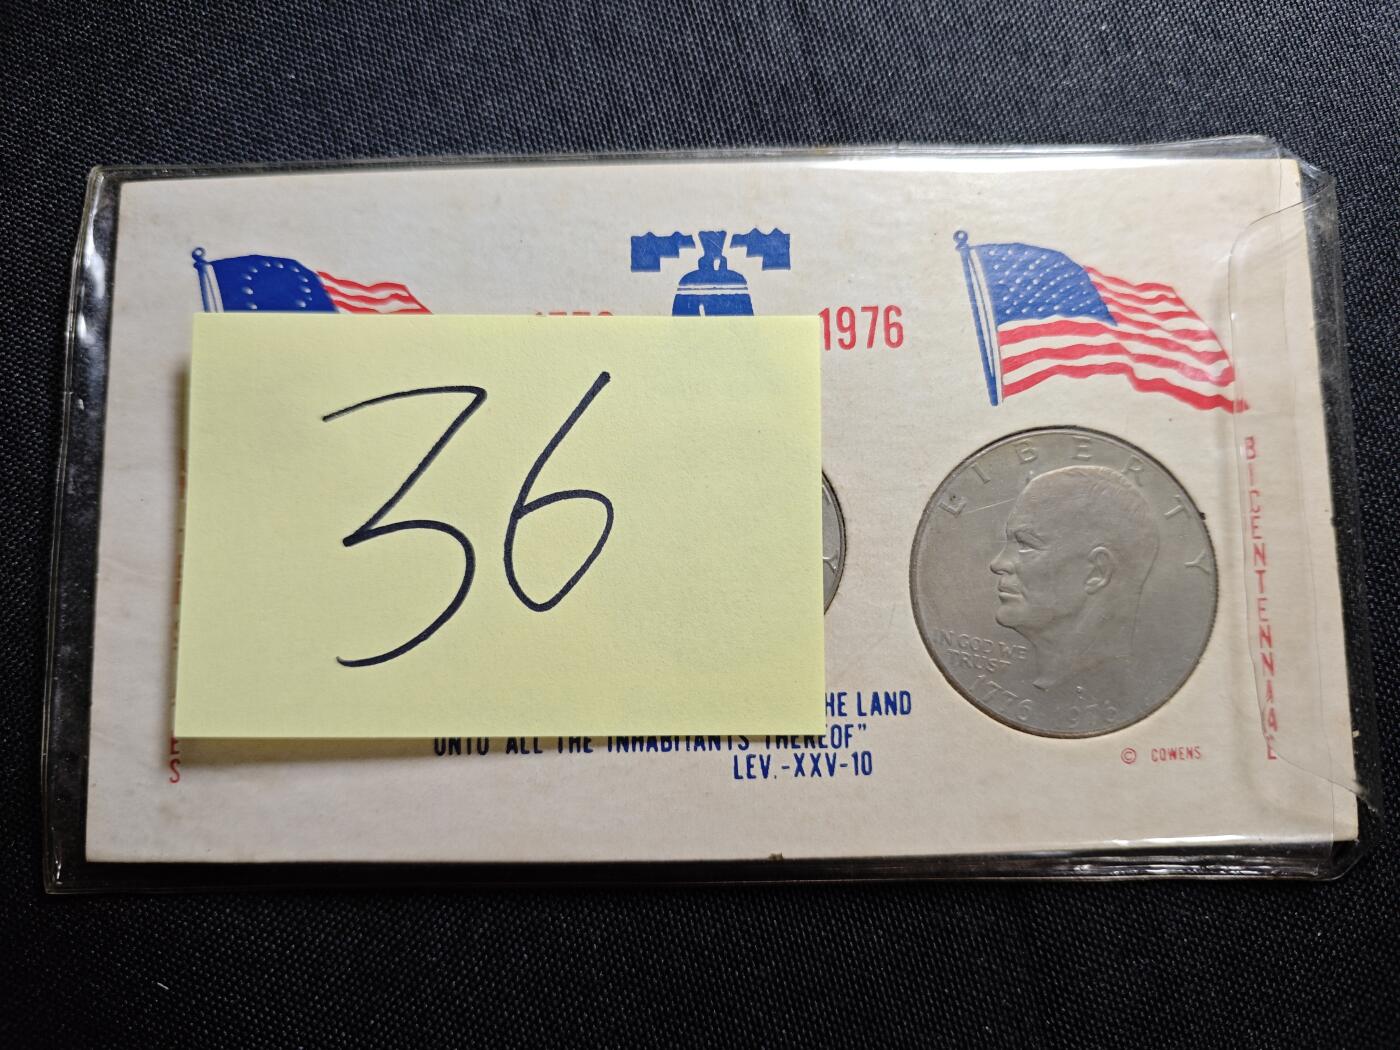 1976
36
BICENTENNIAL
LIBERTY
IN GOD WE
TRUST
1776 1976
HE LAND
UNTO ALL THE INHABITANTS THEREOF"
LEV.-XXV-10
© COWENS
E
S